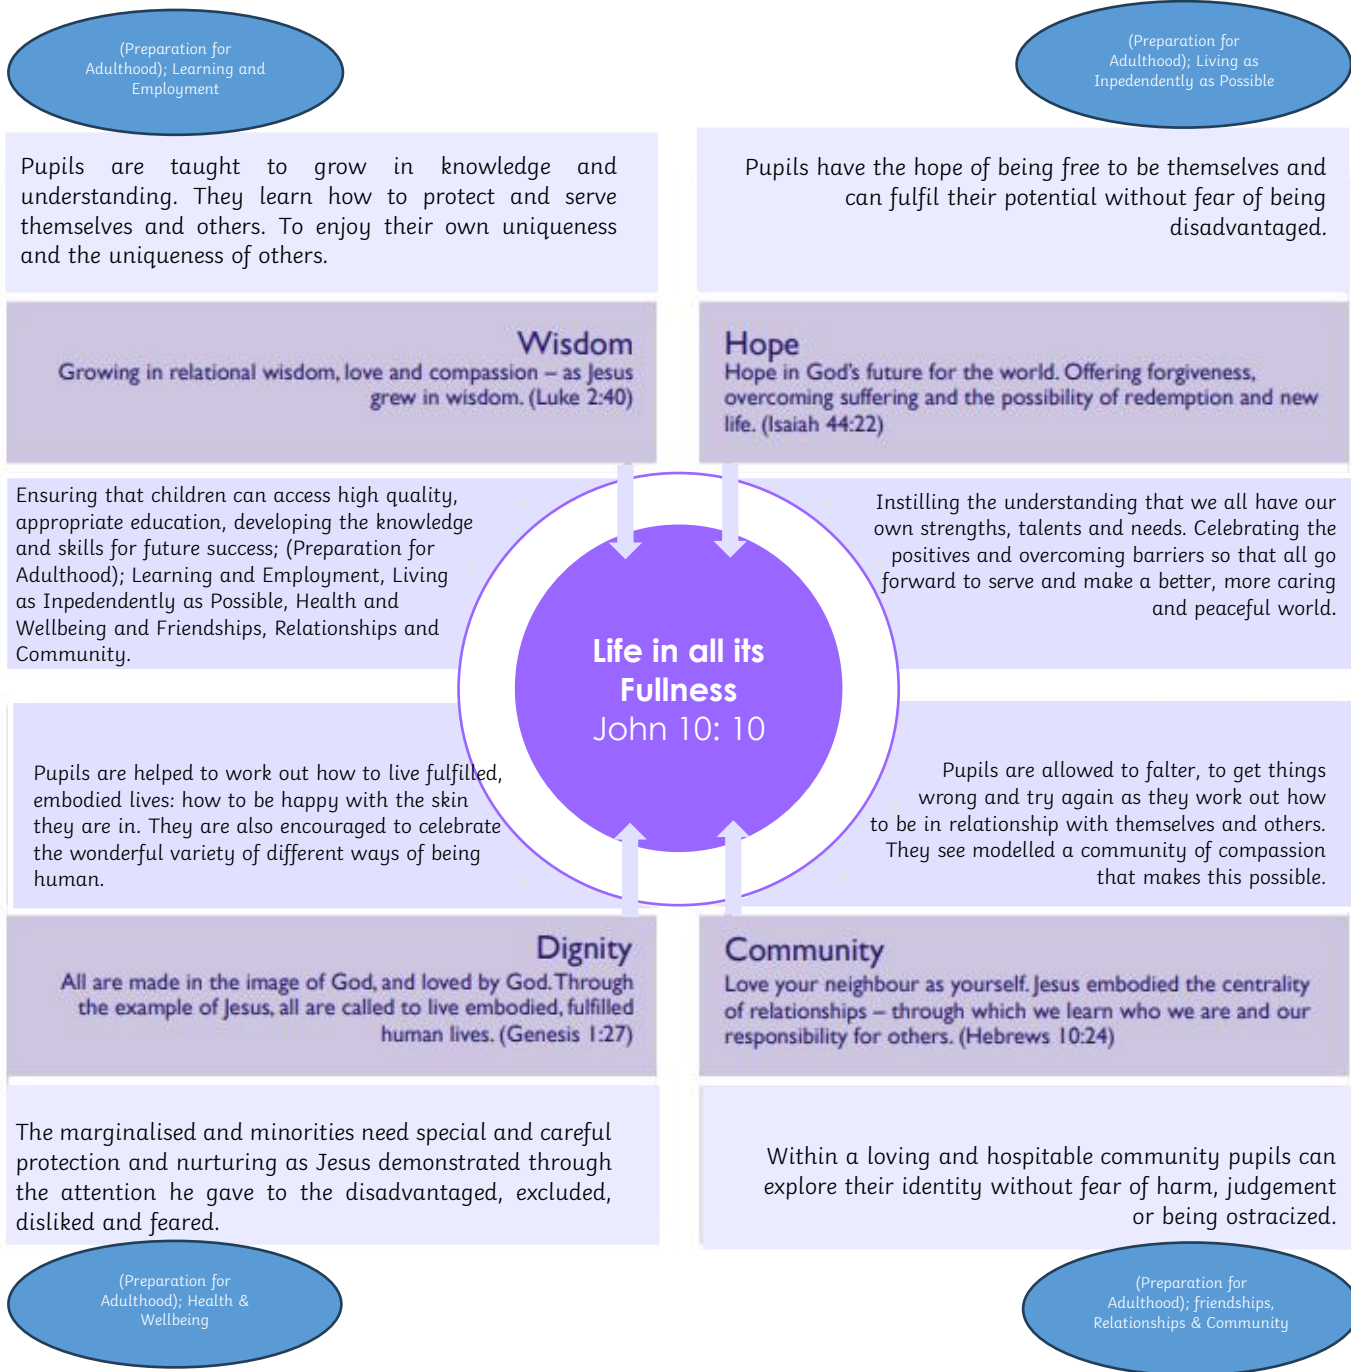 (Preparation for
Adulthood); Learning and
Employment
(Preparation for
Adulthood); Living as
Inpedendently as Possible
Pupils are taught to grow in knowledge and
understanding. They learn how to protect and serve
themselves and others. To enjoy their own uniqueness
and the uniqueness of others.
Pupils have the hope of being free to be themselves and
can fulfil their potential without fear of being
disadvantaged.
Wisdom
Growing in relational wisdom, love and compassion – as Jesus
grew in wisdom. (Luke 2:40)
Hope
Hope in God's future for the world. Offering forgiveness,
overcoming suffering and the possibility of redemption and new
life. (Isaiah 44:22)
Ensuring that children can access high quality,
appropriate education, developing the knowledge
and skills for future success; (Preparation for
Adulthood); Learning and Employment, Living
as Inpedendently as Possible, Health and
Wellbeing and Friendships, Relationships and
Community.
Instilling the understanding that we all have our
own strengths, talents and needs. Celebrating the
positives and overcoming barriers so that all go
forward to serve and make a better, more caring
and peaceful world.
Life in all its
Fullness
John 10: 10
Pupils are helped to work out how to live fulfilled,
embodied lives: how to be happy with the skin
they are in. They are also encouraged to celebrate
the wonderful variety of different ways of being
human.
Pupils are allowed to falter, to get things
wrong and try again as they work out how
to be in relationship with themselves and others.
They see modelled a community of compassion
that makes this possible.
Dignity
All are made in the image of God, and loved by God. Through
the example of Jesus, all are called to live embodied, fulfilled
human lives. (Genesis 1:27)
Community
Love your neighbour as yourself. Jesus embodied the centrality
of relationships – through which we learn who we are and our
responsibility for others. (Hebrews 10:24)
The marginalised and minorities need special and careful
protection and nurturing as Jesus demonstrated through
the attention he gave to the disadvantaged, excluded,
disliked and feared.
Within a loving and hospitable community pupils can
explore their identity without fear of harm, judgement
or being ostracized.
(Preparation for
Adulthood); Health &
Wellbeing
(Preparation for
Adulthood); friendships,
Relationships & Community